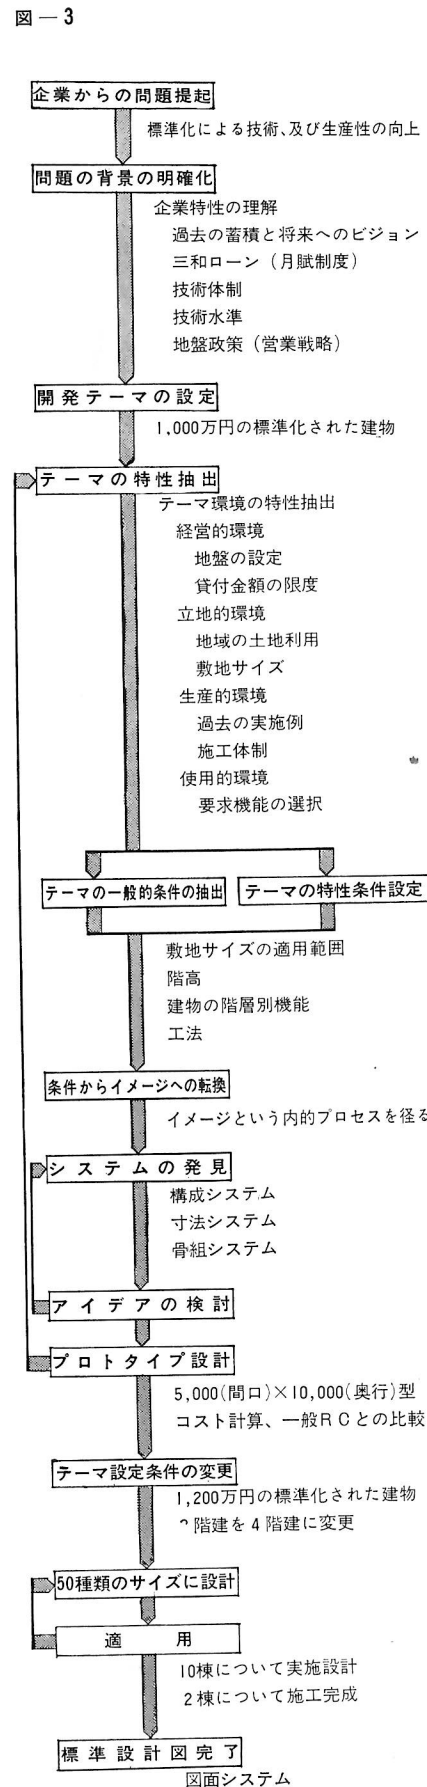 図―3
企業からの問題提起
標準化による技術、及び生産性の向上
問題の背景の明確化
企業特性の理解
過去の蓄積と将来へのビジョン
三和ローン（月賦制度）
技術体制
技術水準
地盤政策（営業戦略）
開発テーマの設定
1,000万円の標準化された建物
テーマの特性抽出
テーマ環境の特性抽出
経営的環境
地盤の設定
貸付金額の限度
立地的環境
地域の土地利用
敷地サイズ
生産的環境
過去の実施例
施工体制
使用的環境
要求機能の選択
テーマの一般的条件の抽出
テーマの特性条件設定
敷地サイズの適用範囲
階高
建物の階層別機能
工法
条件からイメージへの転換
イメージという内的プロセスを径る
システムの発見
構成システム
寸法システム
骨組システム
アイデアの検討
プロトタイプ設計
5,000(間口)×10,000(奥行)型
コスト計算、一般RCとの比較
テーマ設定条件の変更
1,200万円の標準化された建物
階建を4階建に変更
50種類のサイズに設計
適用
10棟について実施設計
2棟について施工完成
標準設計図完了
図面システム